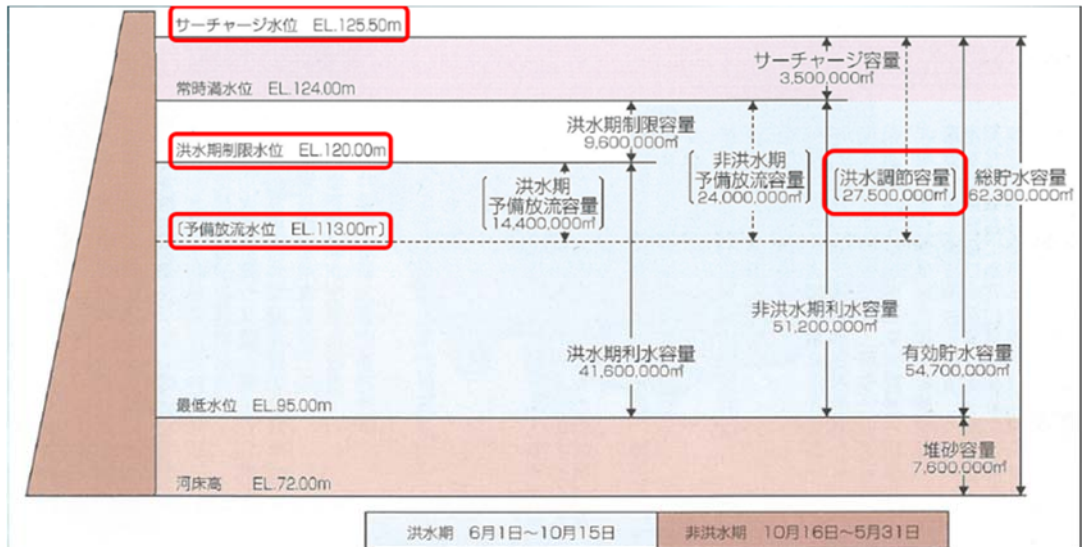 サーチャージ水位 EL.125.50m
サーチャージ容量
3,500,000㎥
常時満水位 EL.124.00m
洪水期制限容量
9,600,000㎥
洪水期制限水位 EL.120.00m
洪水期
予備放流容量
14,400,000㎥
非洪水期
予備放流容量
24,000,000㎥
洪水調節容量
27,500,000㎥
総貯水容量
62,300,000㎥
〔予備放流水位 EL.113.00㎡〕
非洪水期利水容量
51,200,000㎥
洪水期利水容量
41,600,000㎥
有効貯水容量
54,700,000㎥
最低水位 EL.95.00m
堆砂容量
7,600,000㎥
河床高 EL.72.00m
洪水期 6月1日～10月15日
非洪水期 10月16日～5月31日